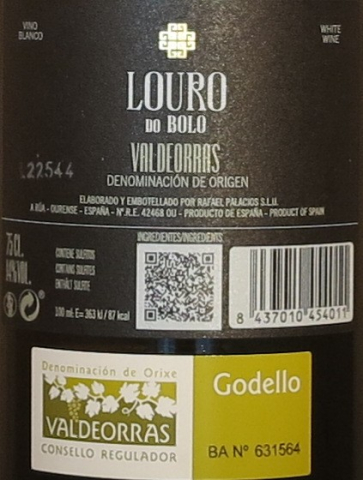 VINO
BLANCO
WHITE
WINE
LOURO
DO BOLO
VALDEORRAS
DENOMINACIÓN DE ORIGEN
L22544
ELABORADO Y EMBOTELLADO POR RAFAEL PALACIOS S.L.U.
A RÚA - OURENSE - ESPAÑA - Nº R.E. 42468 OU - PRODUCTO DE ESPAÑA - PRODUCT OF SPAIN
INGREDIENTES/INGREDIENTS
75 CL.
14% VOL.
CONTIENE SULFITOS
CONTAINS SULFITES
ENTHÄLT SULFITE
100 ml: E= 363 kJ / 87 kcal
8 437010 454011
Denominación de Orixe
VALDEORRAS
CONSELLO REGULADOR
Godello
BA Nº 631564